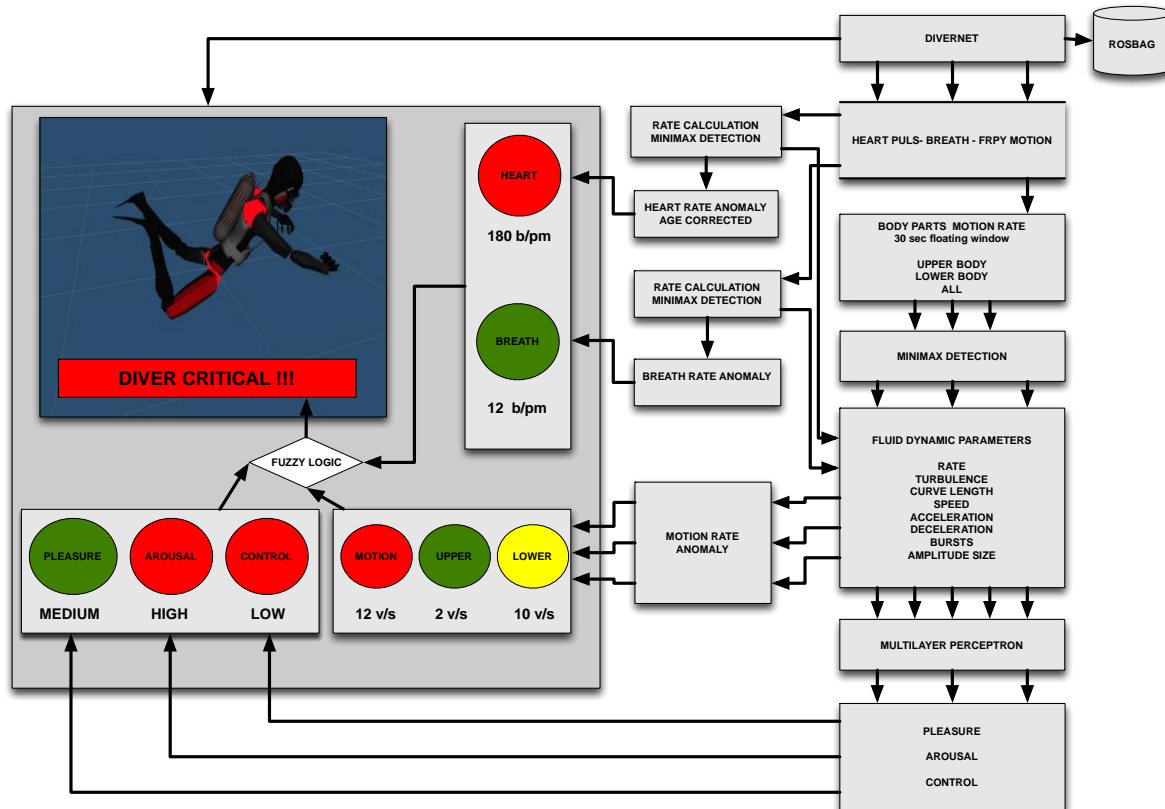 DIVERNET
ROSBAG
HEART PULS- BREATH - FRPY MOTION
RATE CALCULATION
MINIMAX DETECTION
HEART RATE ANOMALY
AGE CORRECTED
BODY PARTS MOTION RATE
30 sec floating window
UPPER BODY
LOWER BODY
ALL
RATE CALCULATION
MINIMAX DETECTION
BREATH RATE ANOMALY
MINIMAX DETECTION
HEART
180 b/pm
BREATH
12 b/pm
DIVER CRITICAL !!!
FUZZY LOGIC
FLUID DYNAMIC PARAMETERS
RATE
TURBULENCE
CURVE LENGTH
SPEED
ACCELERATION
DECELERATION
BURSTS
AMPLITUDE SIZE
MOTION RATE
ANOMALY
PLEASURE
AROUSAL
CONTROL
MEDIUM
HIGH
LOW
MOTION
UPPER
LOWER
12 v/s
2 v/s
10 v/s
MULTILAYER PERCEPTRON
PLEASURE
AROUSAL
CONTROL